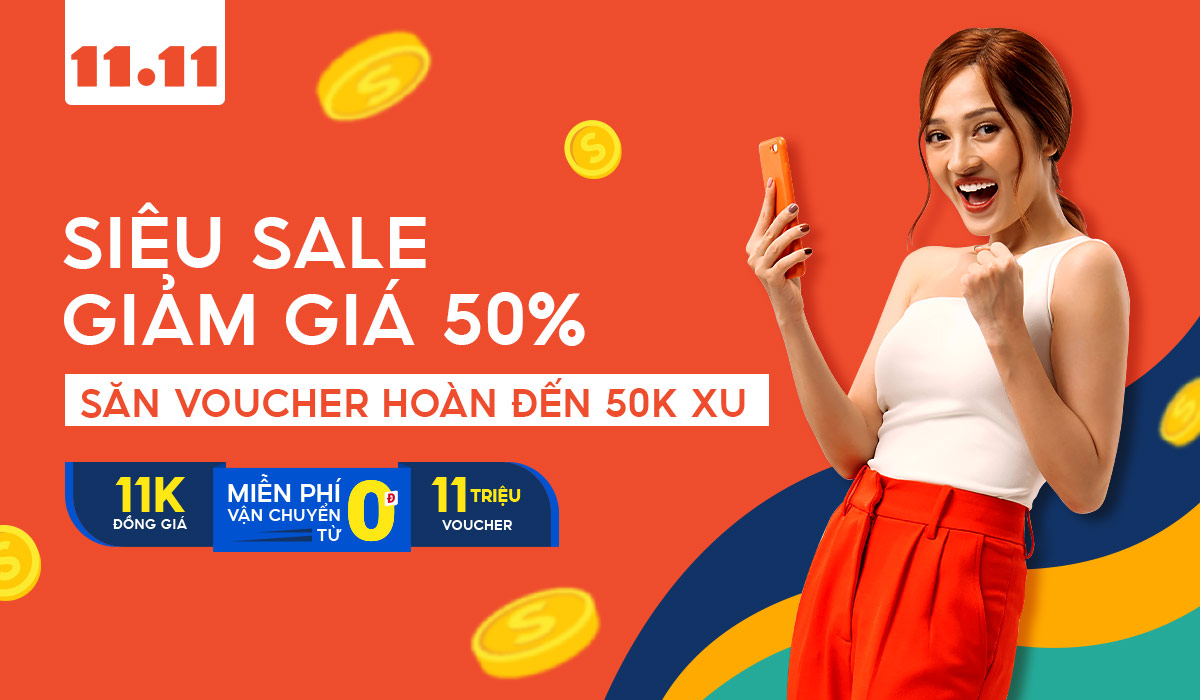 11.11
SIÊU SALE
GIẢM GIÁ 50%
SĂN VOUCHER HOÀN ĐẾN 50K XU
11K
ĐỒNG GIÁ
MIỄN PHÍ
VẬN CHUYỂN
TỪ
0Đ
11 TRIỆU
VOUCHER